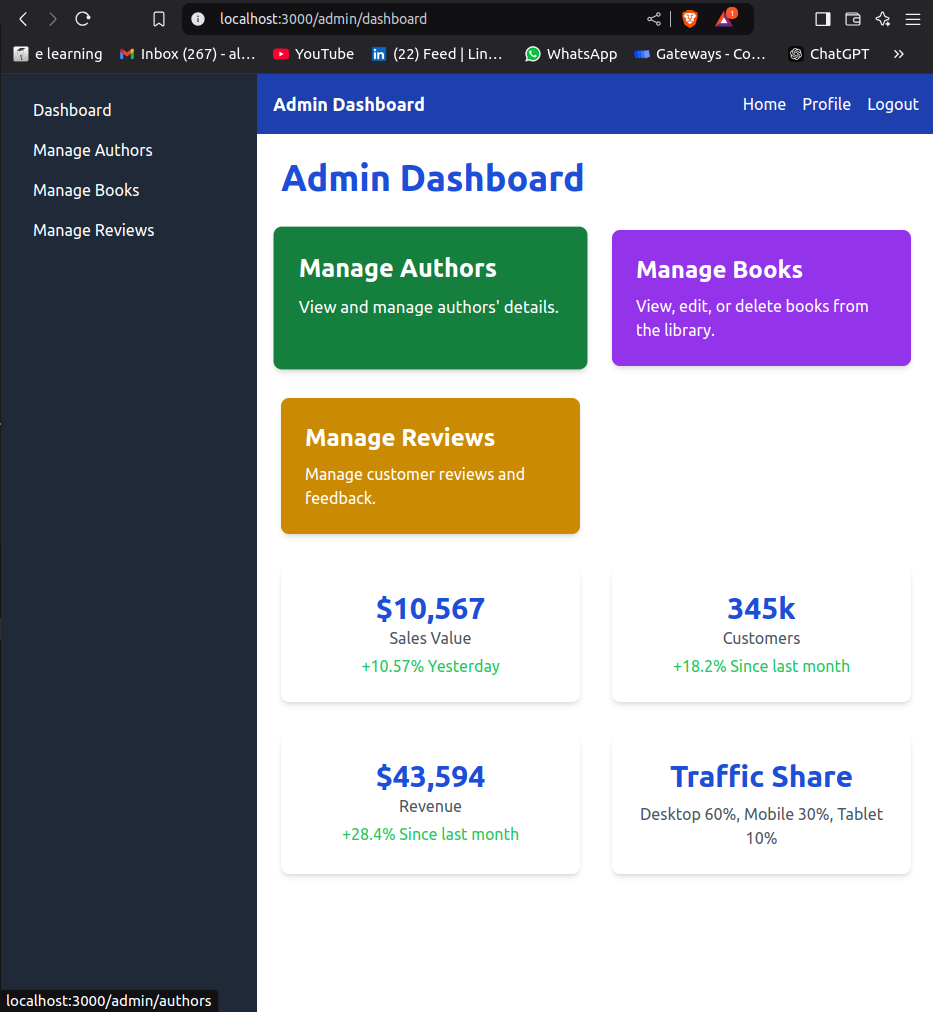 localhost:3000/admin/dashboard
1
e learning
Inbox (267) - al...
YouTube
(22) Feed | Lin...
WhatsApp
Gateways - Co...
ChatGPT
»
Dashboard
Manage Authors
Manage Books
Manage Reviews
Admin Dashboard
Home
Profile
Logout
Admin Dashboard
Manage Authors
View and manage authors' details.
Manage Books
View, edit, or delete books from
the library.
Manage Reviews
Manage customer reviews and
feedback.
$10,567
Sales Value
+10.57% Yesterday
345k
Customers
+18.2% Since last month
$43,594
Revenue
+28.4% Since last month
Traffic Share
Desktop 60%, Mobile 30%, Tablet
10%
localhost:3000/admin/authors